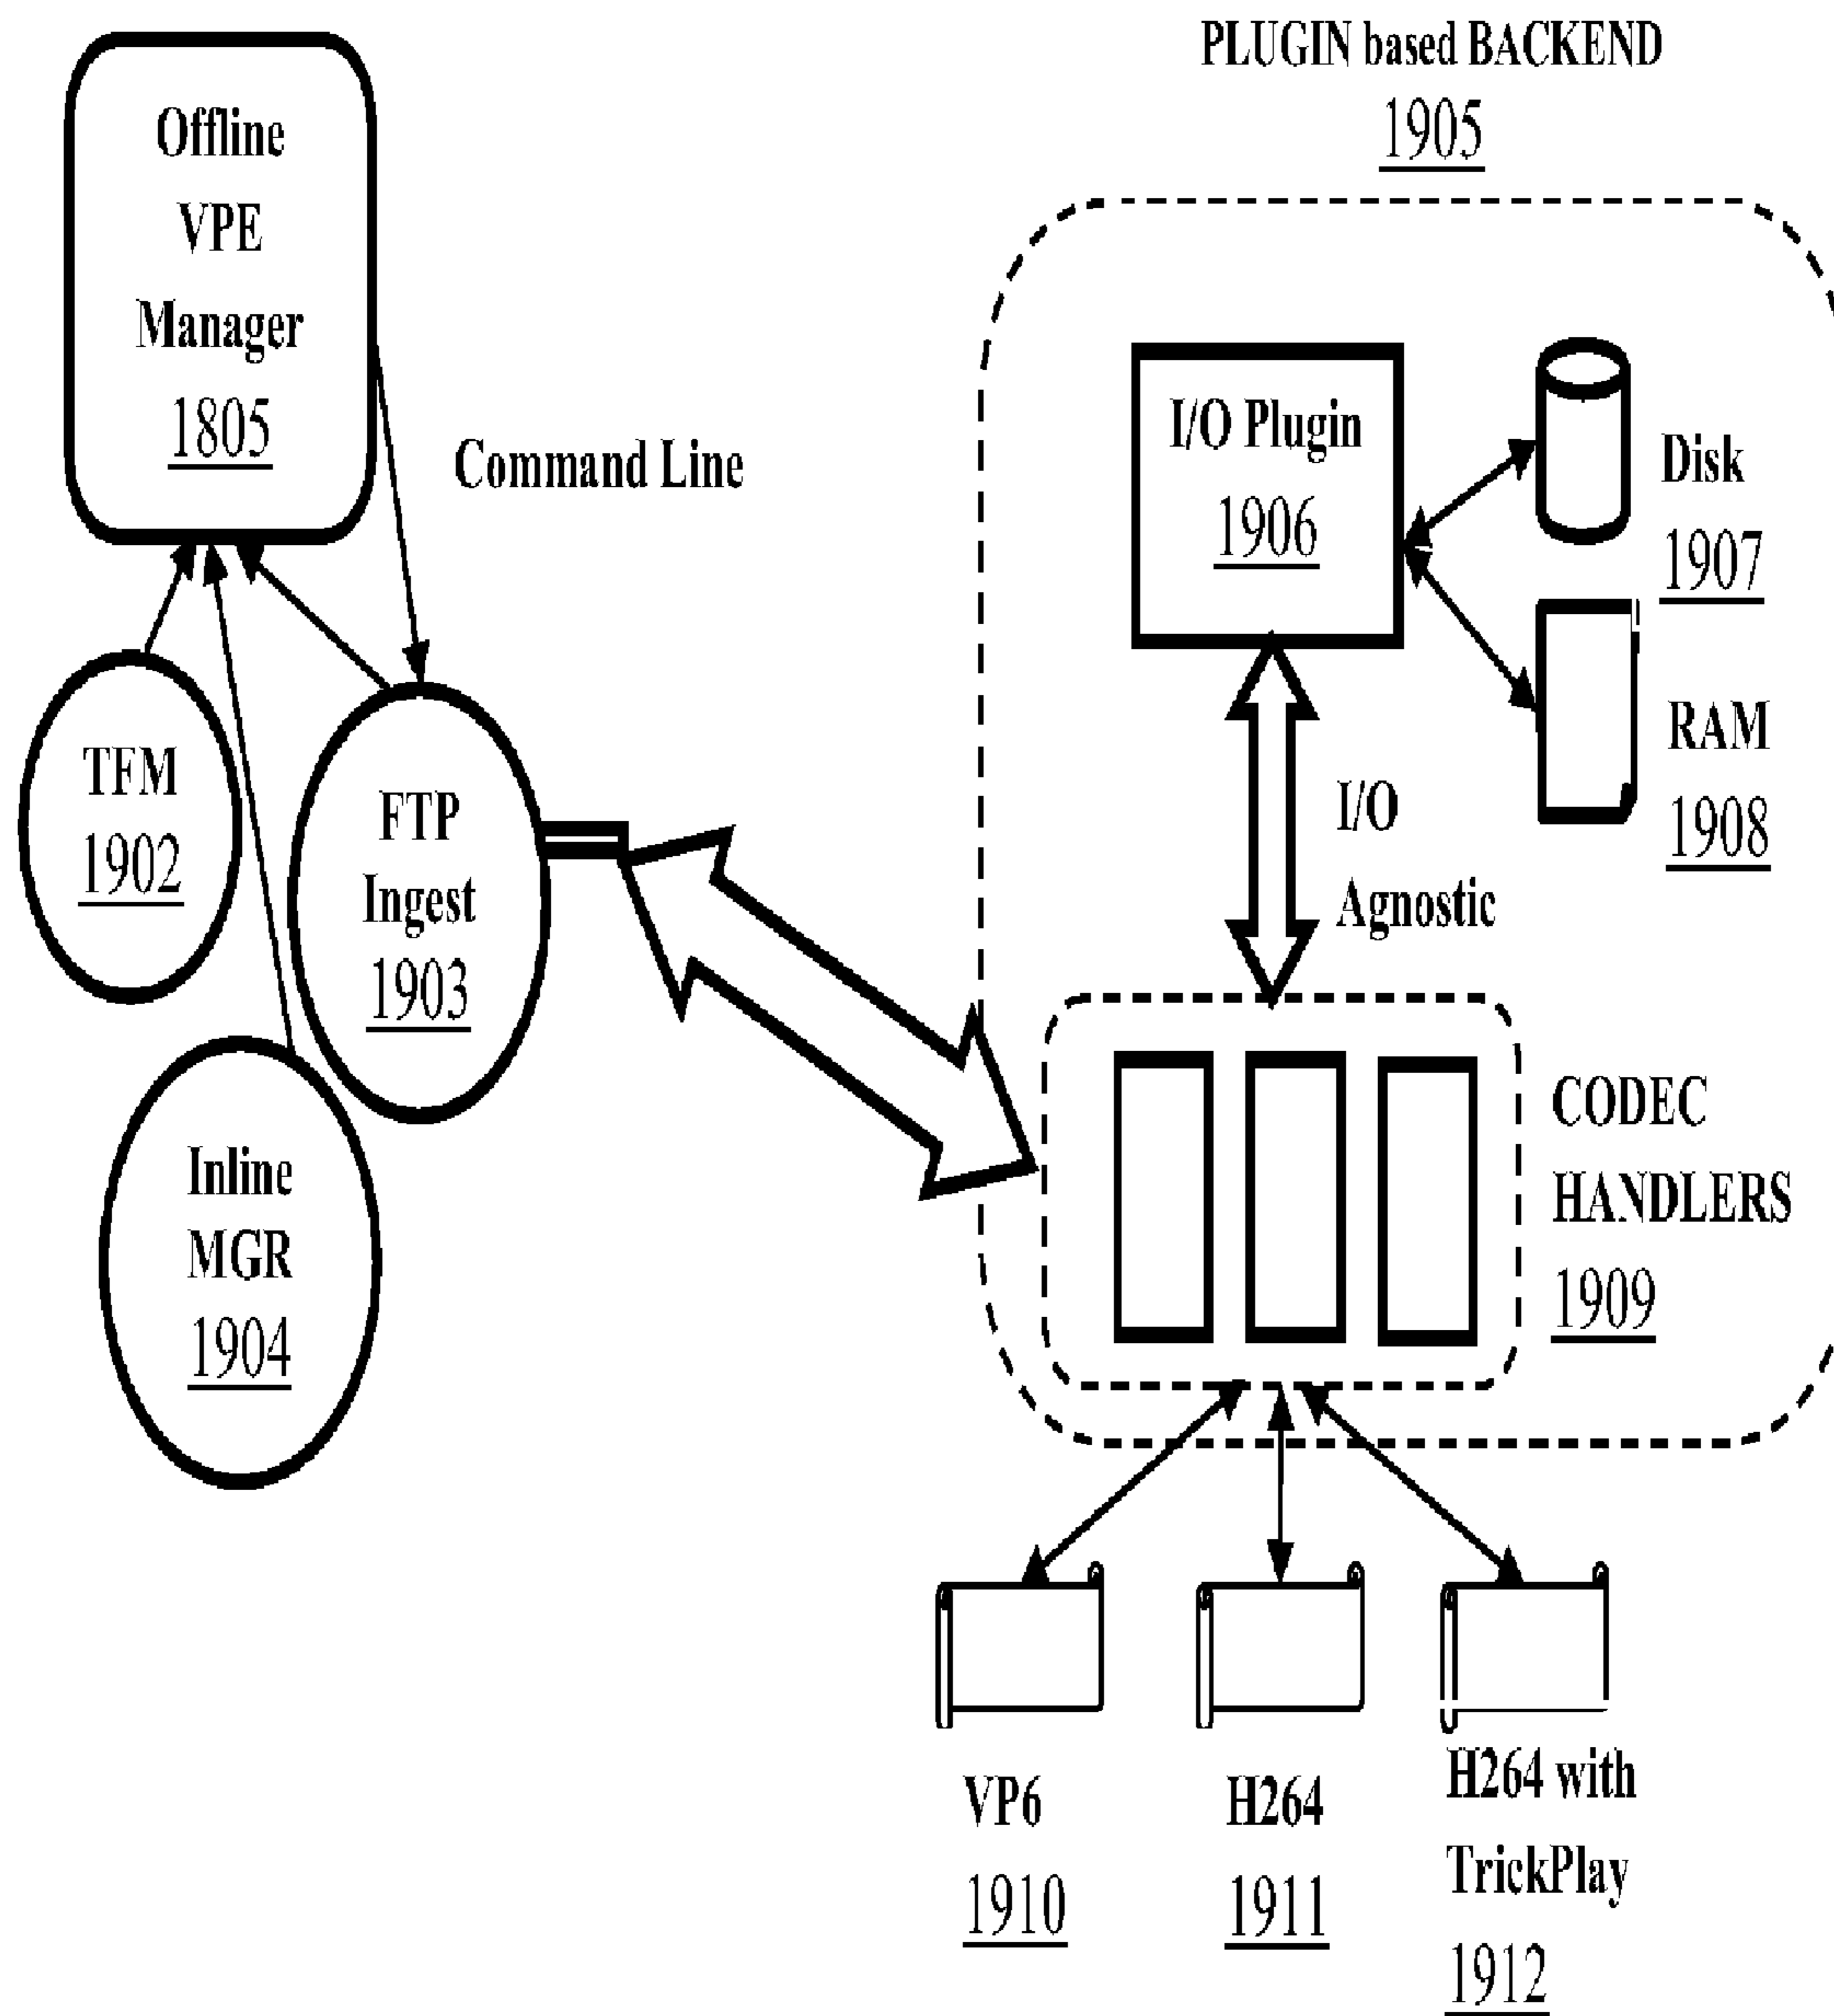 PLUGIN based BACKEND
1905
Offline
VPE
Manager
1805
Command Line
I/O Plugin
1906
Disk
1907
RAM
1908
TFM
1902
FTP
Ingest
1903
I/O
Agnostic
Inline
MGR
1904
CODEC
HANDLERS
1909
VP6
1910
H264
1911
H264 with
TrickPlay
1912